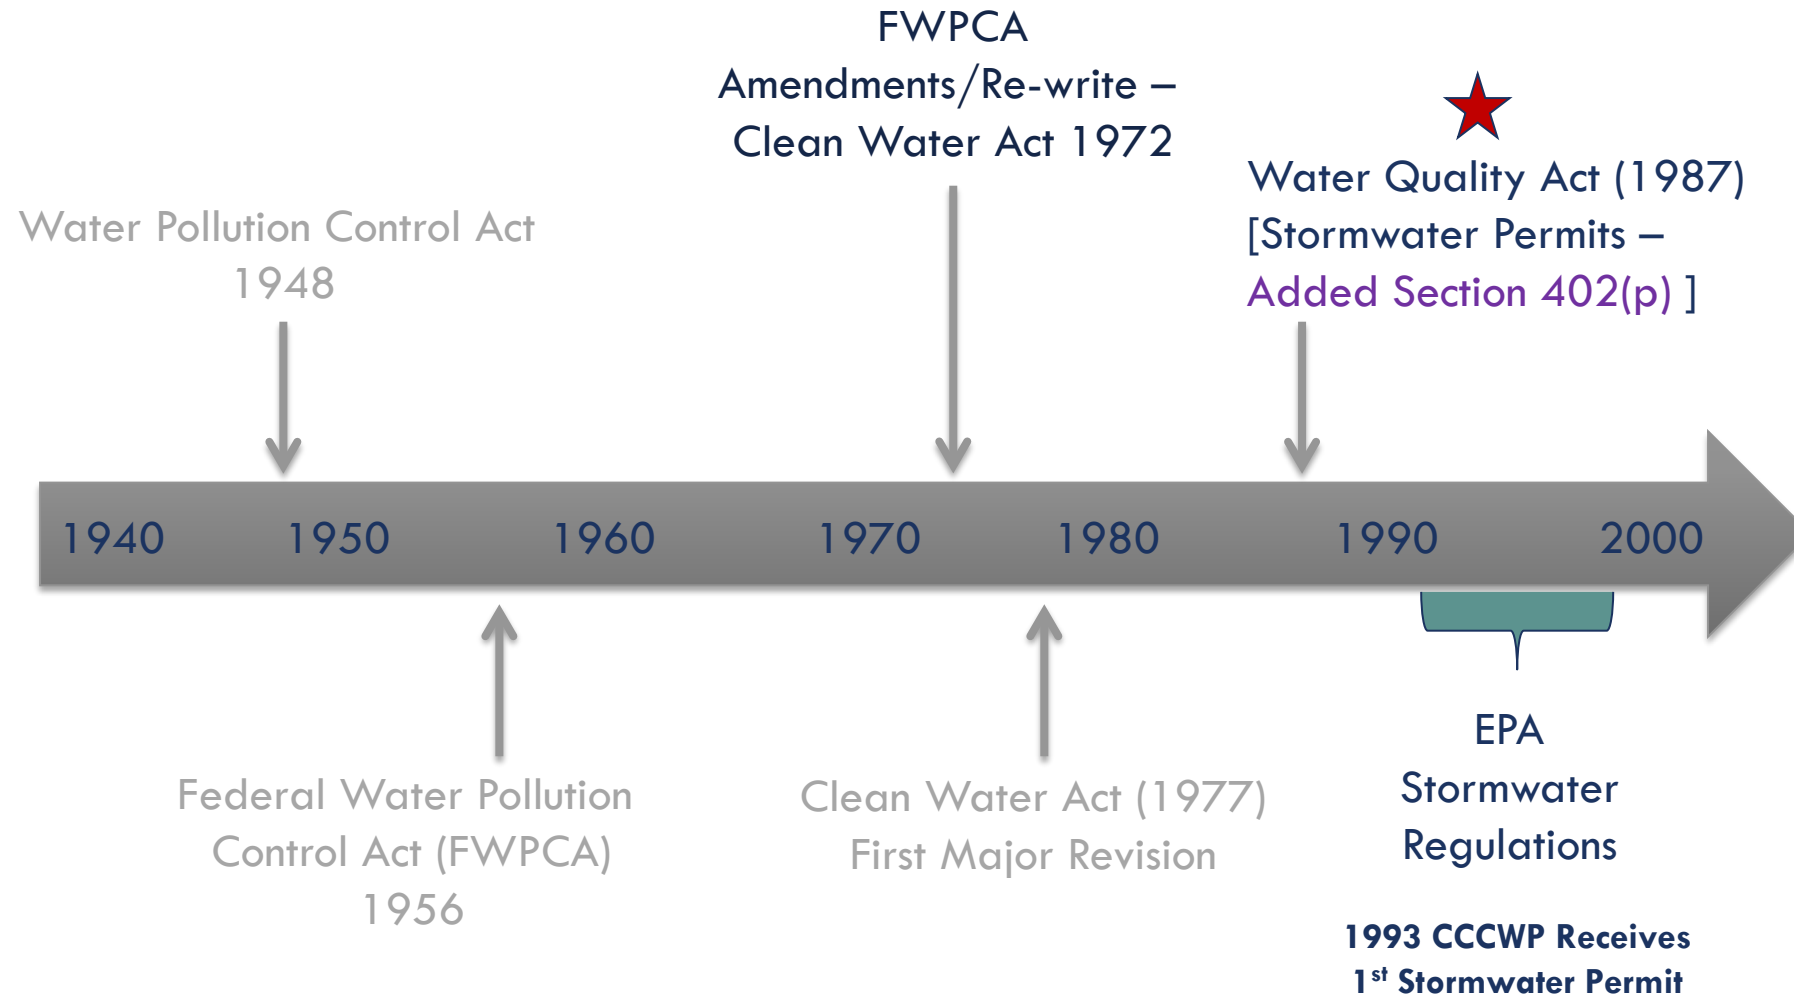 FWPCA
Amendments/Re-write –
Clean Water Act 1972
Water Quality Act (1987)
[Stormwater Permits –
Added Section 402(p) ]
Water Pollution Control Act
1948
1940 1950 1960 1970 1980 1990 2000
Federal Water Pollution
Control Act (FWPCA)
1956
Clean Water Act (1977)
First Major Revision
EPA
Stormwater
Regulations
1993 CCCWP Receives
1st Stormwater Permit